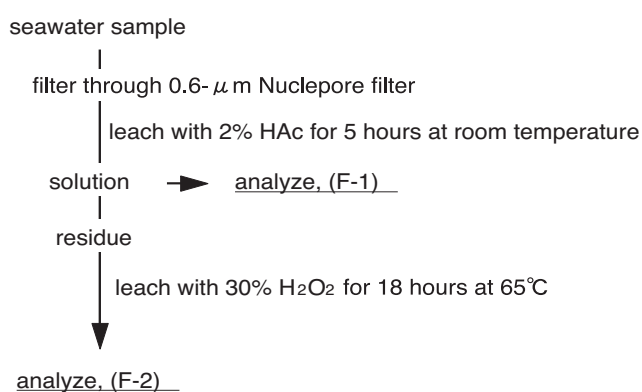 seawater sample
filter through 0.6-μm Nuclepore filter
leach with 2% HAc for 5 hours at room temperature
solution analyze, (F-1)
residue
leach with 30% H₂O₂ for 18 hours at 65℃
analyze, (F-2)